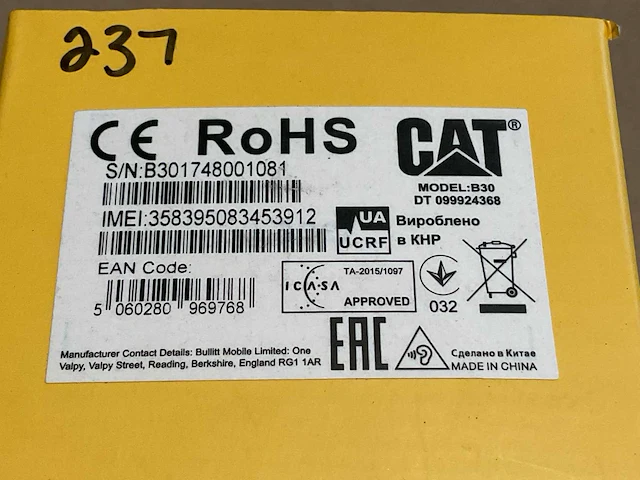 237
CE RoHS
CAT®
S/N:B301748001081
MODEL:B30
DT 099924368
IMEI:358395083453912
UA
UCRF
Вироблено
в КНР
EAN Code:
5 060280 969768
ICASA
TA-2015/1097
APPROVED
032
EAC
Manufacturer Contact Details: Bullitt Mobile Limited: One
Valpy, Valpy Street, Reading, Berkshire, England RG1 1AR
Сделано в Китае
MADE IN CHINA